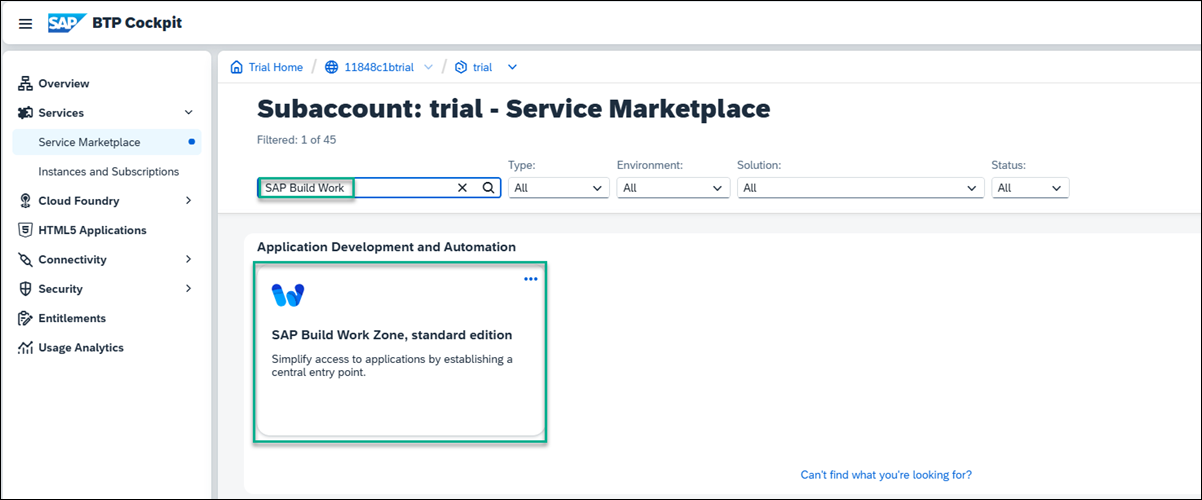 SAP BTP Cockpit
Overview
Services
Service Marketplace
Instances and Subscriptions
Cloud Foundry
HTML5 Applications
Connectivity
Security
Entitlements
Usage Analytics
Trial Home / 11848c1btrial / trial
Subaccount: trial - Service Marketplace
Filtered: 1 of 45
Type: Environment: Solution: Status:
SAP Build Work All All All All
Application Development and Automation
SAP Build Work Zone, standard edition
Simplify access to applications by establishing a
central entry point.
Can't find what you're looking for?